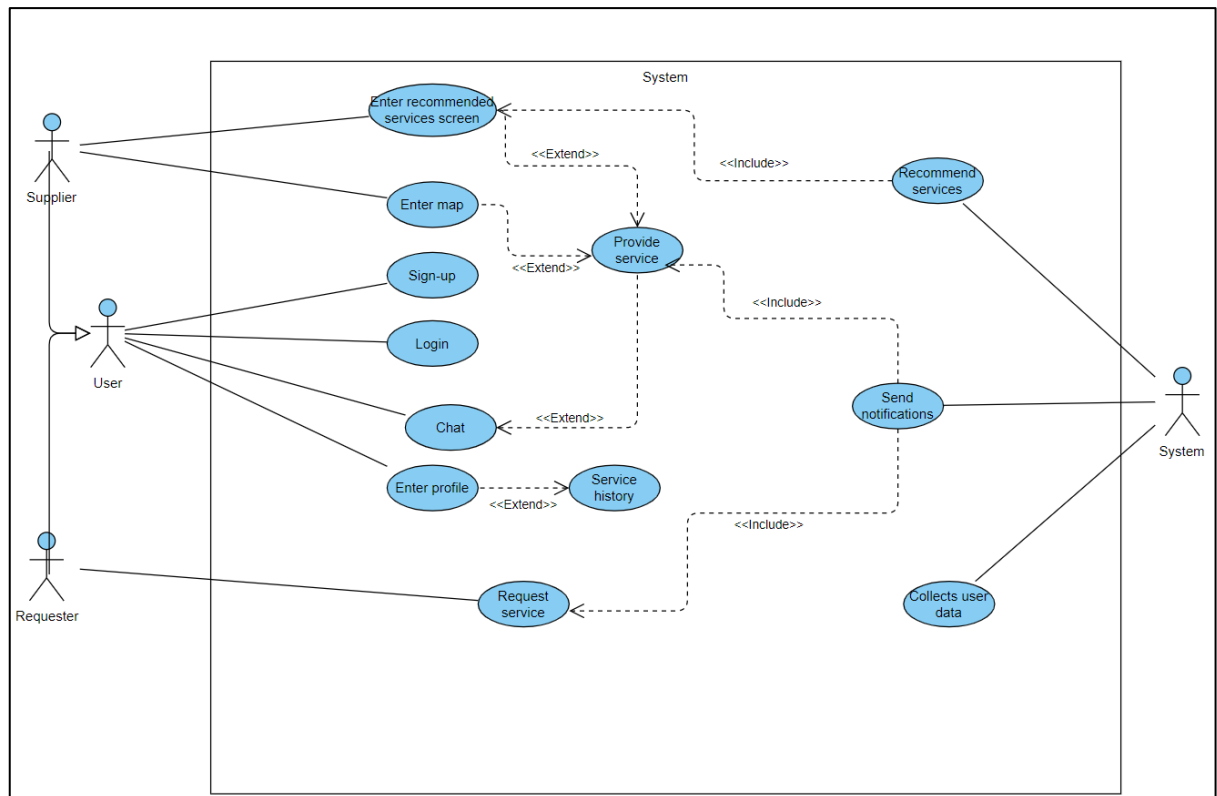 System
Enter recommended
services screen
<<Extend>>
<<Include>>
Recommend
services
Supplier
Enter map
Provide
service
<<Extend>>
Sign-up
<<Include>>
Login
User
Send
notifications
<<Extend>>
Chat
System
Enter profile
Service
history
<<Extend>>
<<Include>>
Requester
Request
service
Collects user
data